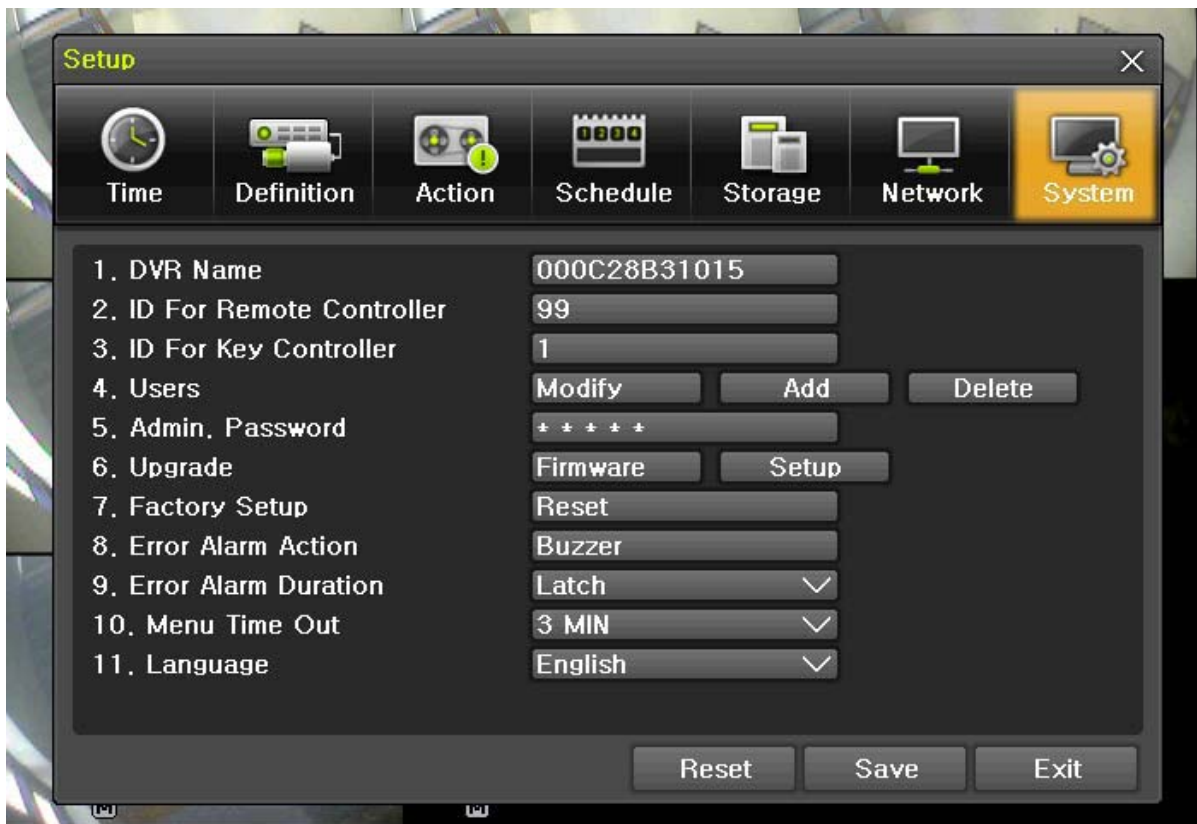 Setup
Time Definition Action Schedule Storage Network System
1. DVR Name 000C28B31015
2. ID For Remote Controller 99
3. ID For Key Controller 1
4. Users Modify Add Delete
5. Admin. Password * * * * *
6. Upgrade Firmware Setup
7. Factory Setup Reset
8. Error Alarm Action Buzzer
9. Error Alarm Duration Latch
10. Menu Time Out 3 MIN
11. Language English
Reset Save Exit